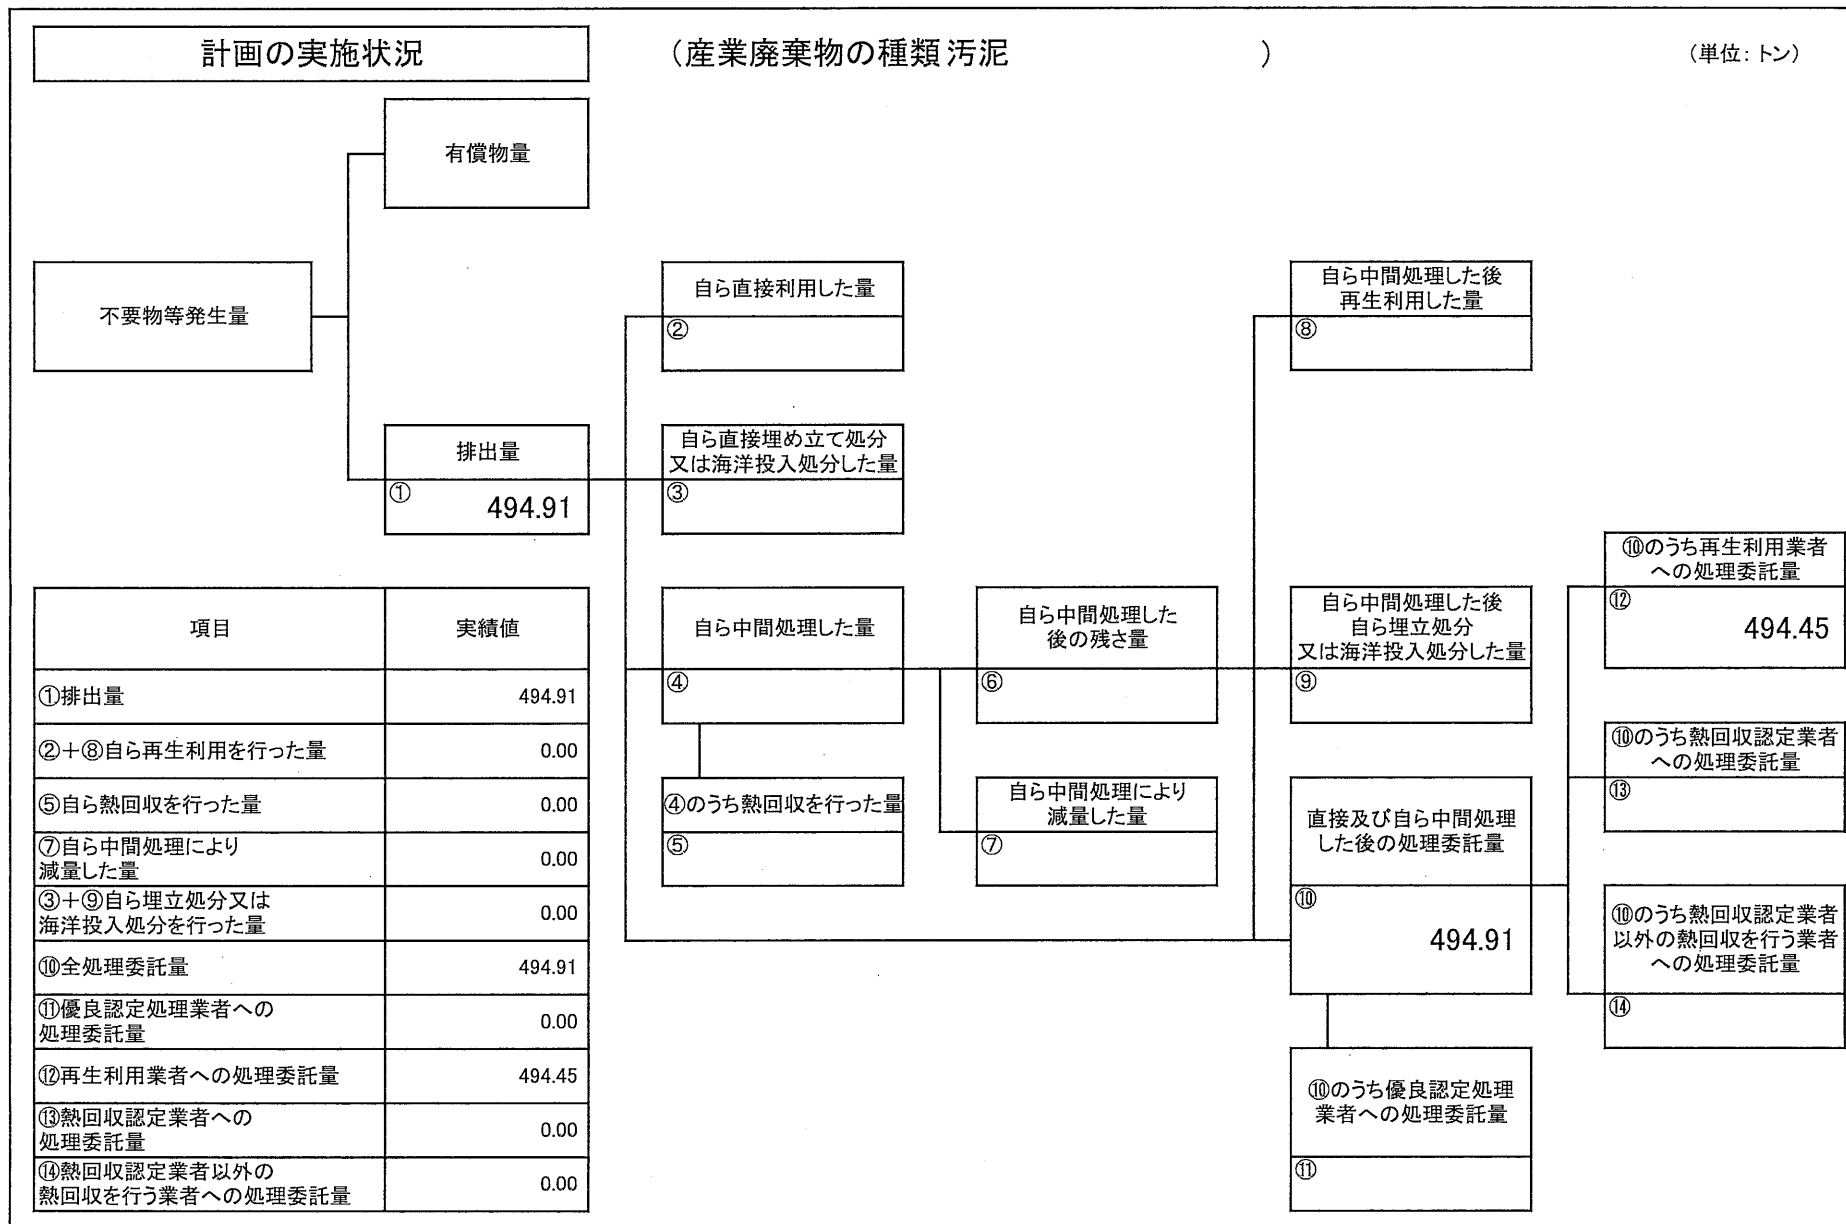 計画の実施状況
（産業廃棄物の種類 汚泥　　　　　　　　　　）
（単位：トン）
有償物量
不要物等発生量
自ら直接利用した量
②
自ら中間処理した後
再生利用した量
⑧
排出量
①
494.91
自ら直接埋め立て処分
又は海洋投入処分した量
③
⑩のうち再生利用業者
への処理委託量
⑫
494.45
自ら中間処理した量
④
自ら中間処理した
後の残さ量
⑥
自ら中間処理した後
自ら埋立処分
又は海洋投入処分した量
⑨
⑩のうち熱回収認定業者
への処理委託量
⑬
④のうち熱回収を行った量
⑤
自ら中間処理により
減量した量
⑦
直接及び自ら中間処理
した後の処理委託量
⑩
494.91
⑩のうち熱回収認定業者
以外の熱回収を行う業者
への処理委託量
⑭
⑩のうち優良認定処理
業者への処理委託量
⑪
項目 実績値
①排出量 494.91
②＋⑧自ら再生利用を行った量 0.00
⑤自ら熱回収を行った量 0.00
⑦自ら中間処理により
減量した量 0.00
③＋⑨自ら埋立処分又は
海洋投入処分を行った量 0.00
⑩全処理委託量 494.91
⑪優良認定処理業者への
処理委託量 0.00
⑫再生利用業者への処理委託量 494.45
⑬熱回収認定業者への
処理委託量 0.00
⑭熱回収認定業者以外の
熱回収を行う業者への処理委託量 0.00